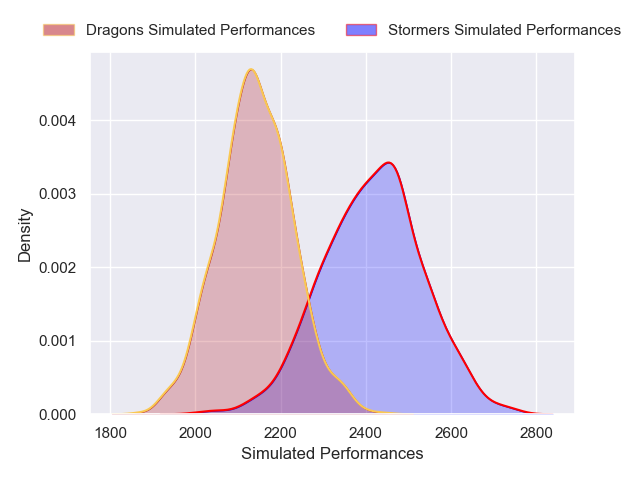 Dragons Simulated Performances Stormers Simulated Performances
0.004
0.003
0.002
0.001
0.000
Density
1800 2000 2200 2400 2600 2800
Simulated Performances